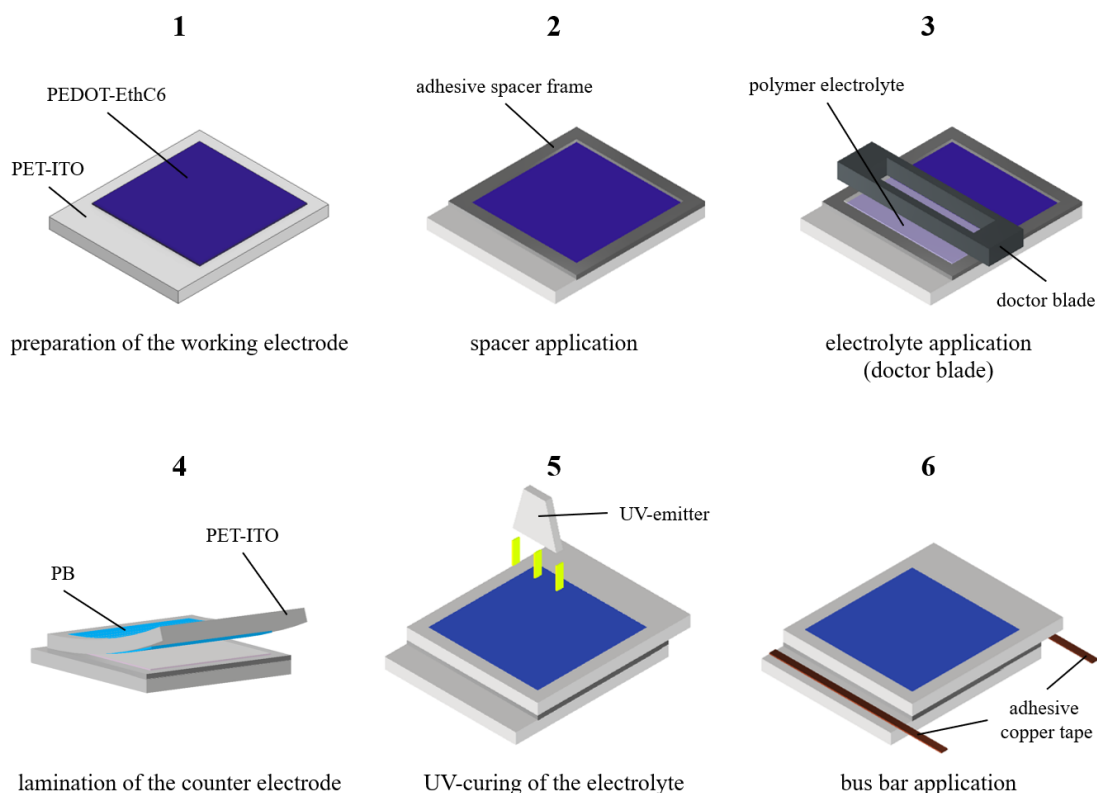 1
PEDOT-EthC6
PET-ITO
preparation of the working electrode
2
adhesive spacer frame
spacer application
3
polymer electrolyte
doctor blade
electrolyte application
(doctor blade)
4
PET-ITO
PB
lamination of the counter electrode
5
UV-emitter
UV-curing of the electrolyte
6
adhesive
copper tape
bus bar application